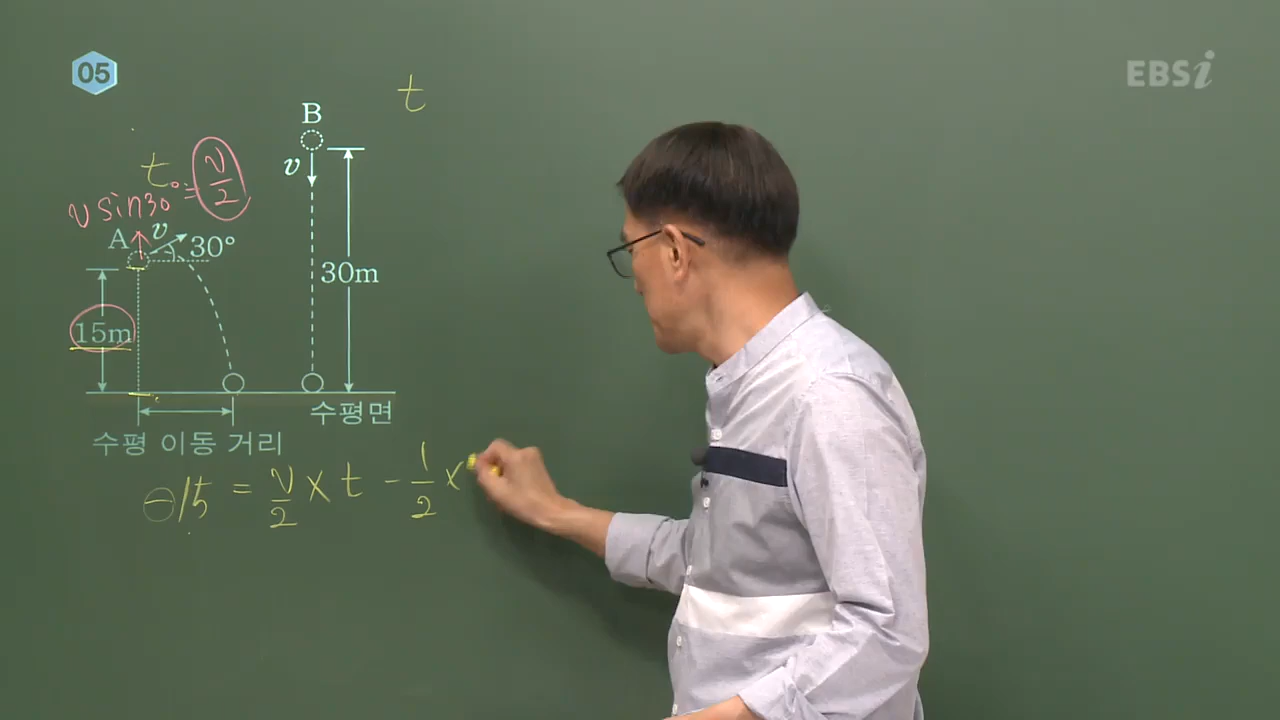 05
EBSi
t
B
v
t
v sin30° = v/2
A v 30°
30m
15m
수평면
수평 이동 거리
⊖15 = v/2 × t - 1/2 ×